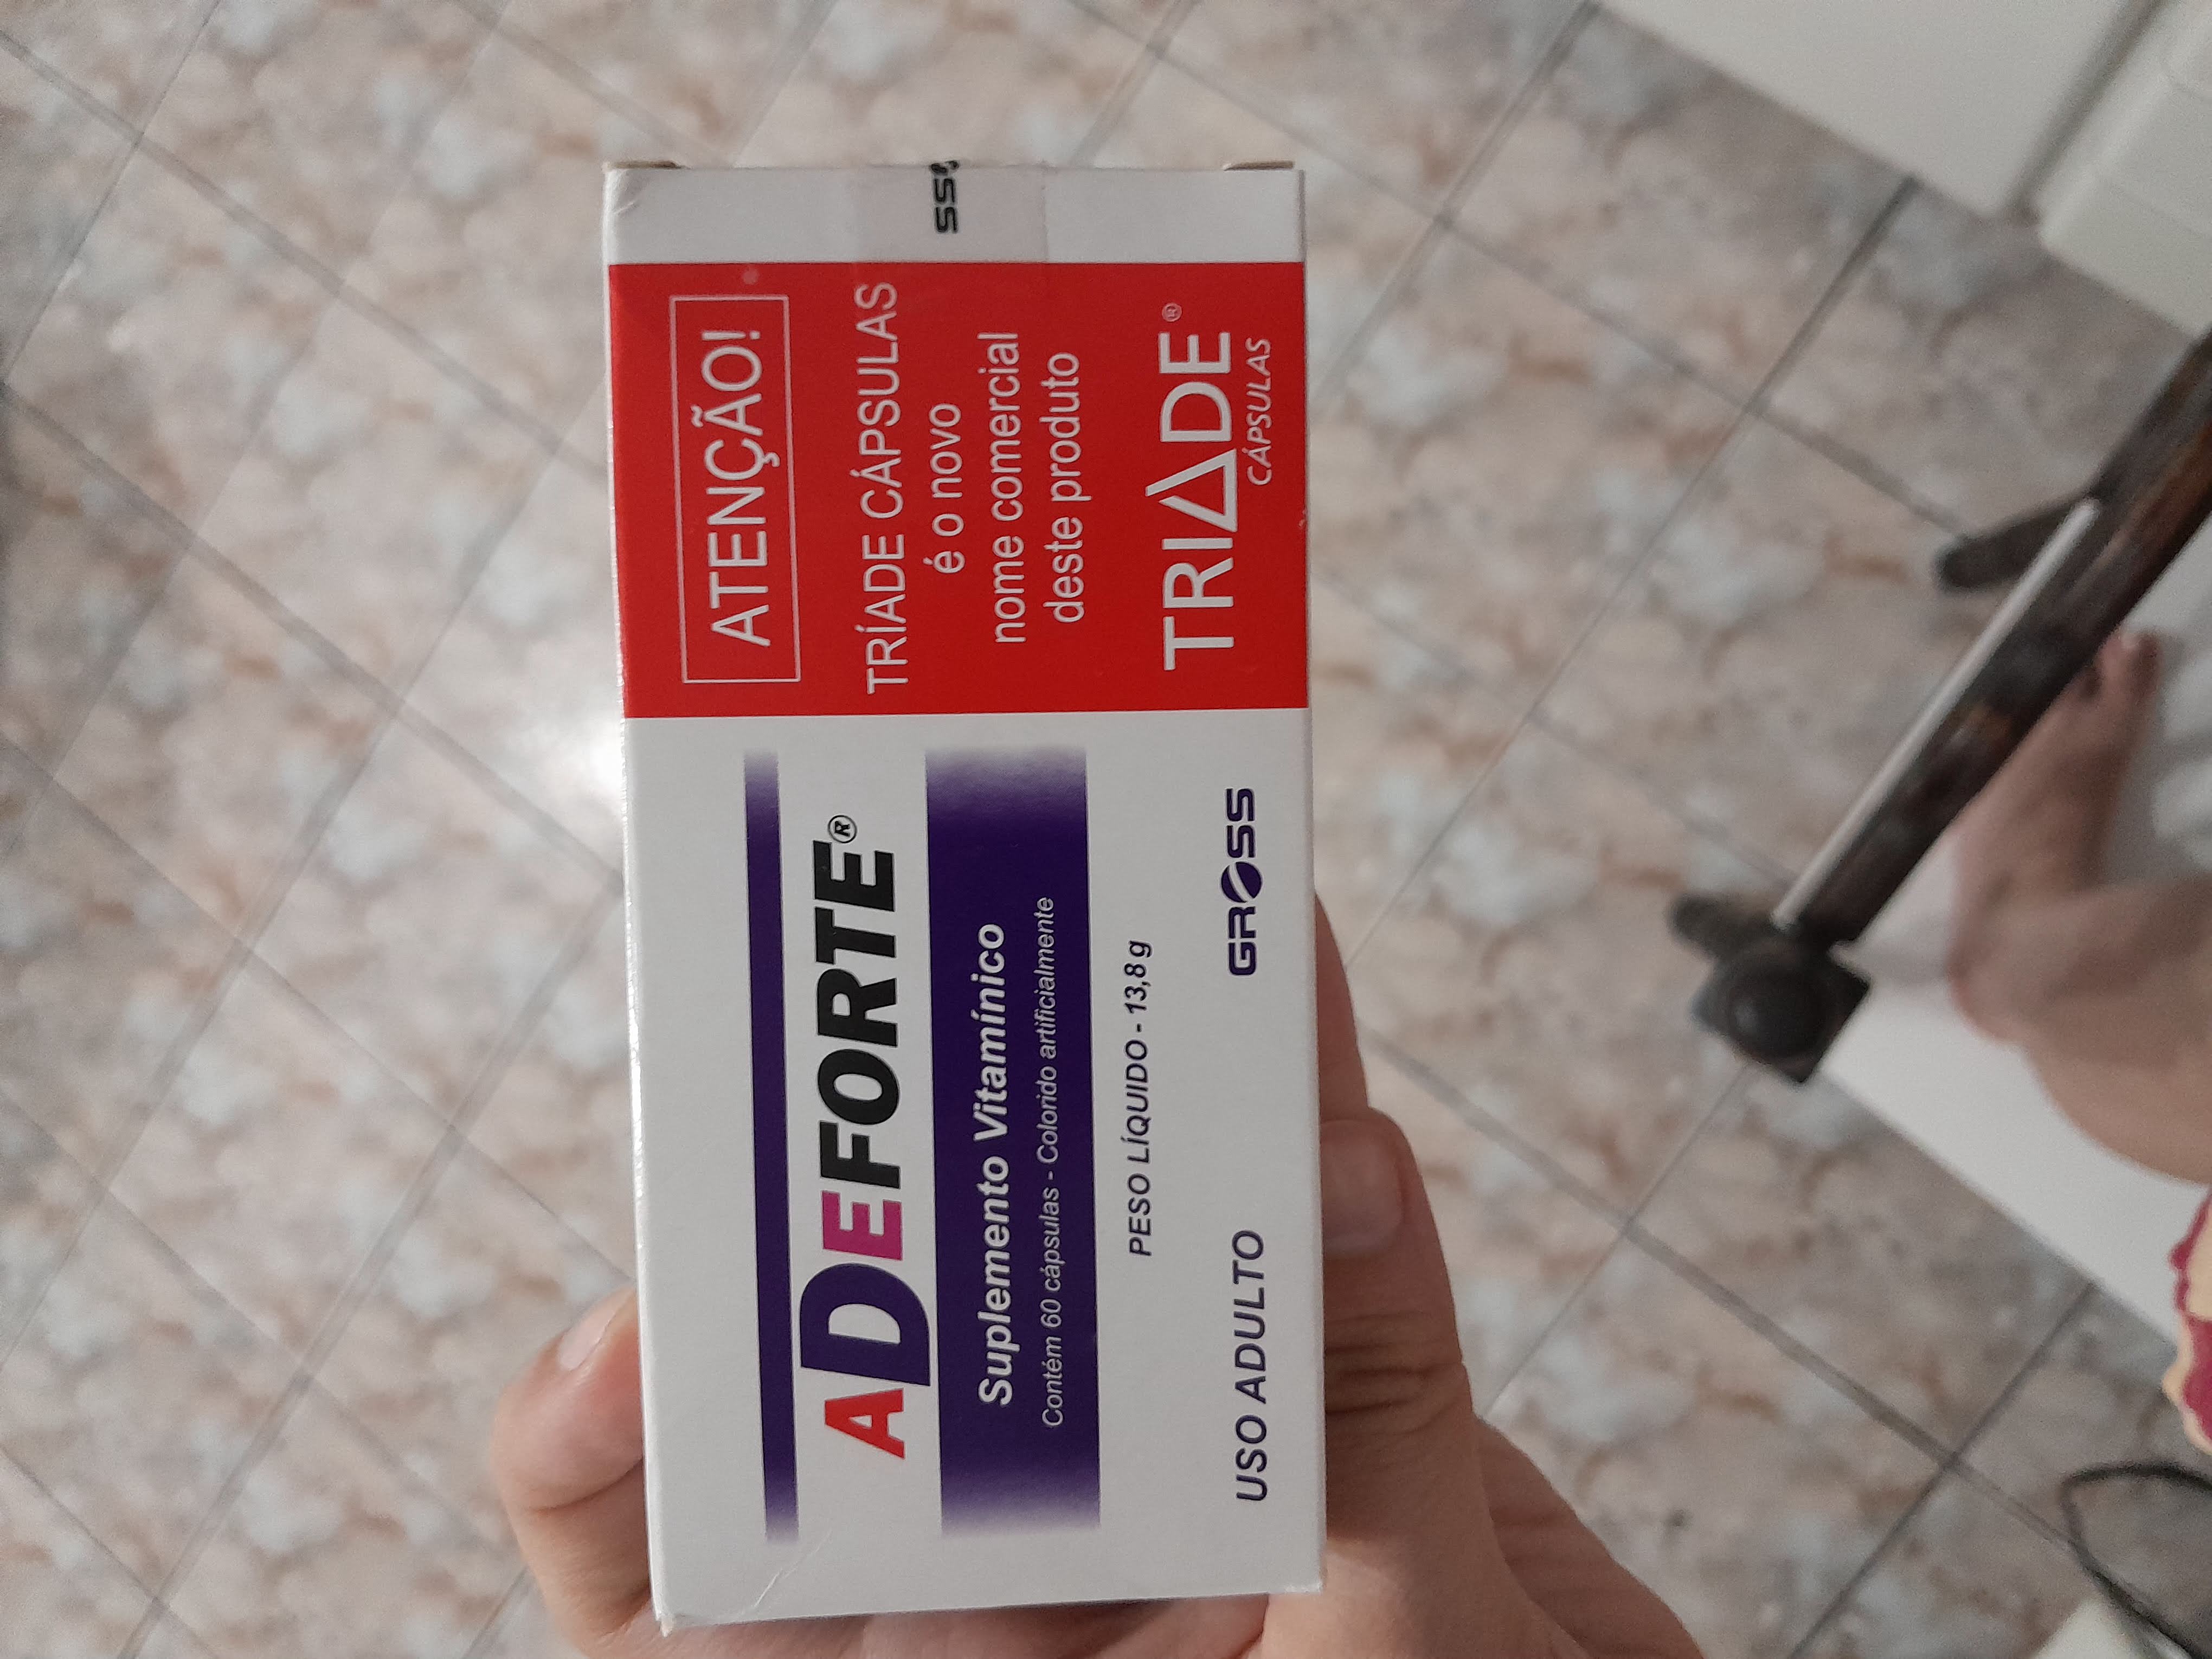 ADEFORTE®
Suplemento Vitamínico
Contém 60 cápsulas - Colorido artificialmente
PESO LÍQUIDO - 13,8 g
USO ADULTO
GROSS
ATENÇÃO!
TRÍADE CÁPSULAS
é o novo
nome comercial
deste produto
TRIADE®
CÁPSULAS